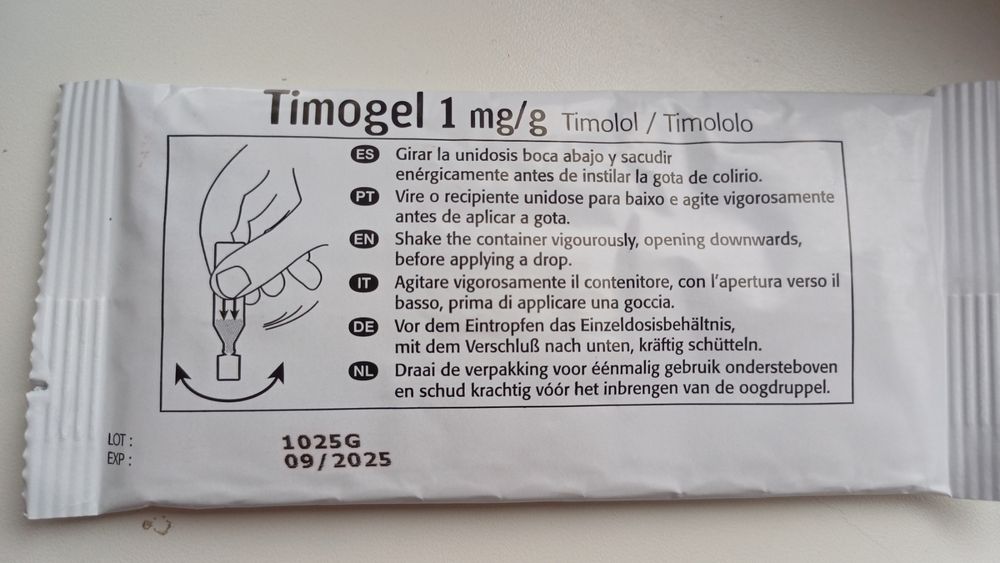 Timogel 1 mg/g Timolol / Timololo
ES Girar la unidosis boca abajo y sacudir
enérgicamente antes de instilar la gota de colirio.
PT Vire o recipiente unidose para baixo e agite vigorosamente
antes de aplicar a gota.
EN Shake the container vigourously, opening downwards,
before applying a drop.
IT Agitare vigorosamente il contenitore, con l'apertura verso il
basso, prima di applicare una goccia.
DE Vor dem Eintropfen das Einzeldosisbehältnis,
mit dem Verschluß nach unten, kräftig schütteln.
NL Draai de verpakking voor éénmalig gebruik ondersteboven
en schud krachtig vóór het inbrengen van de oogdruppel.
LOT : 1025G
EXP : 09/2025